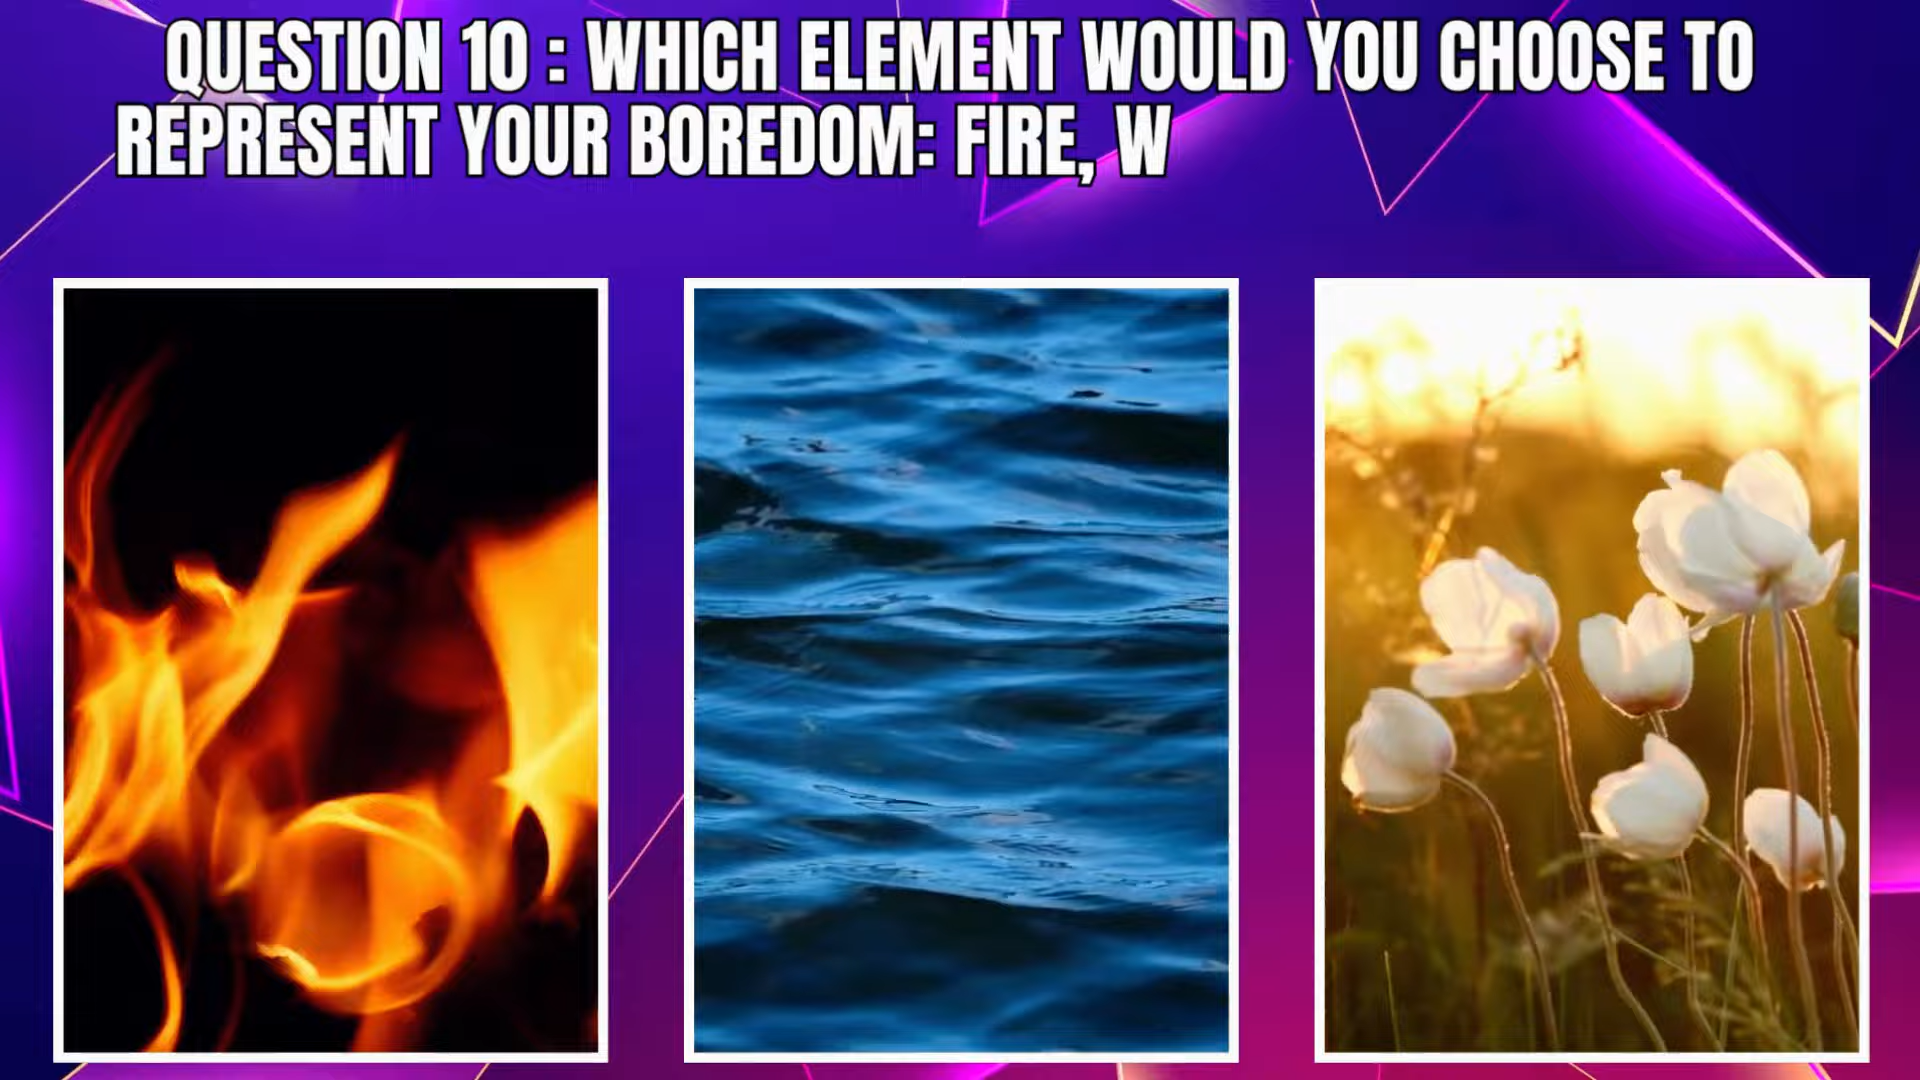 QUESTION 10 : WHICH ELEMENT WOULD YOU CHOOSE TO
REPRESENT YOUR BOREDOM: FIRE, W